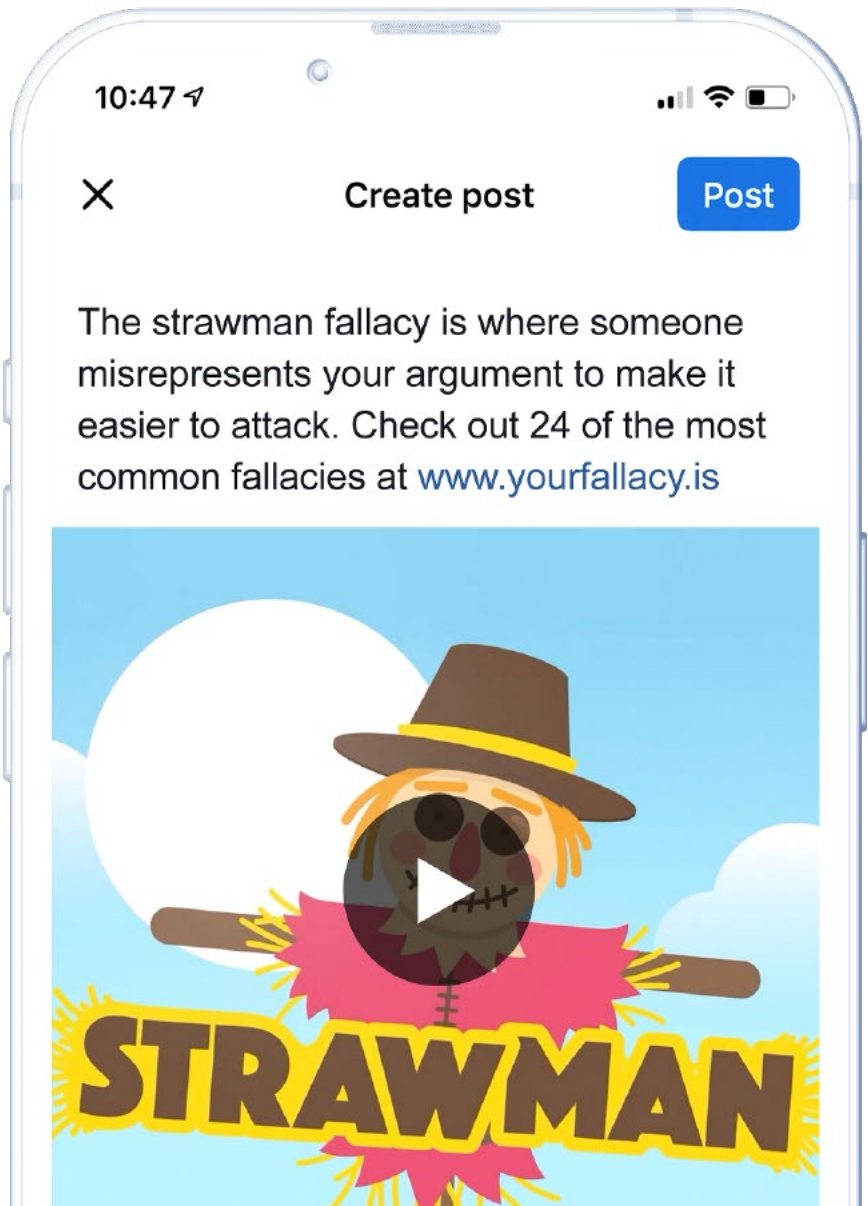 10:47
Create post
Post
The strawman fallacy is where someone
misrepresents your argument to make it
easier to attack. Check out 24 of the most
common fallacies at www.yourfallacy.is
STRAWMAN